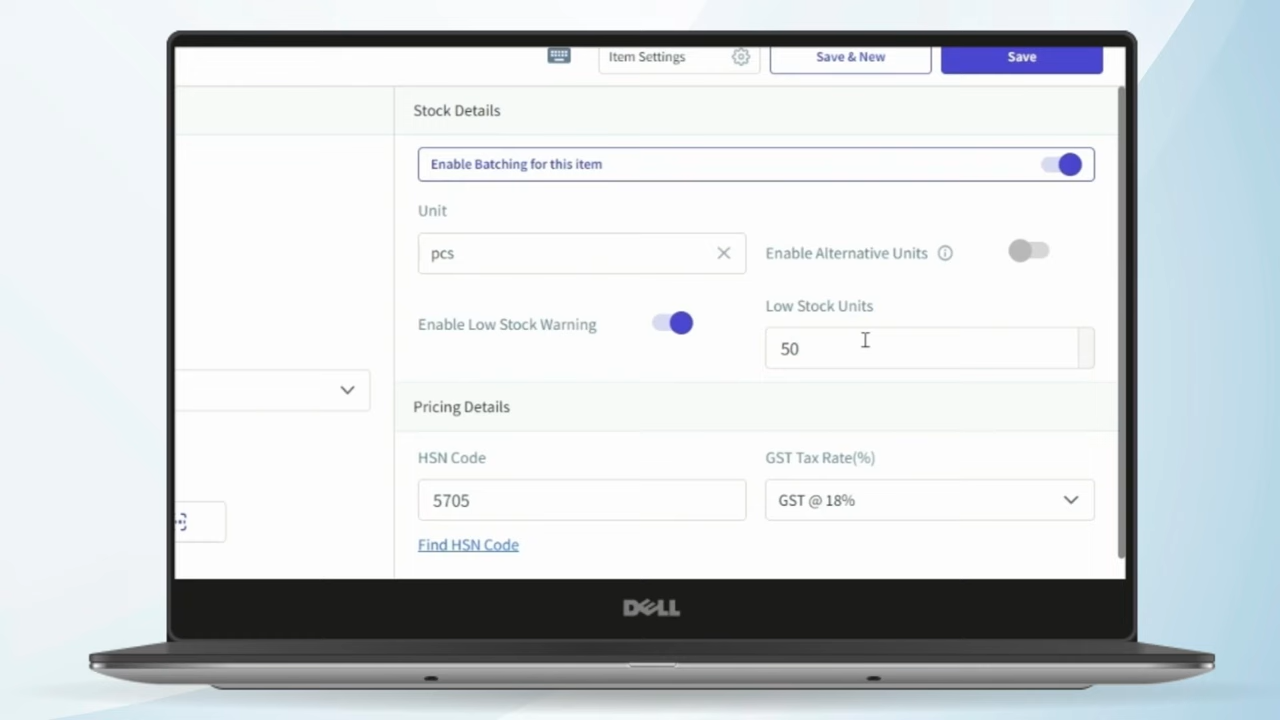 Item Settings
Save & New
Save
Stock Details
Enable Batching for this item
Unit
pcs
Enable Alternative Units
Enable Low Stock Warning
Low Stock Units
50
Pricing Details
HSN Code
GST Tax Rate(%)
5705
GST @ 18%
Find HSN Code
DELL